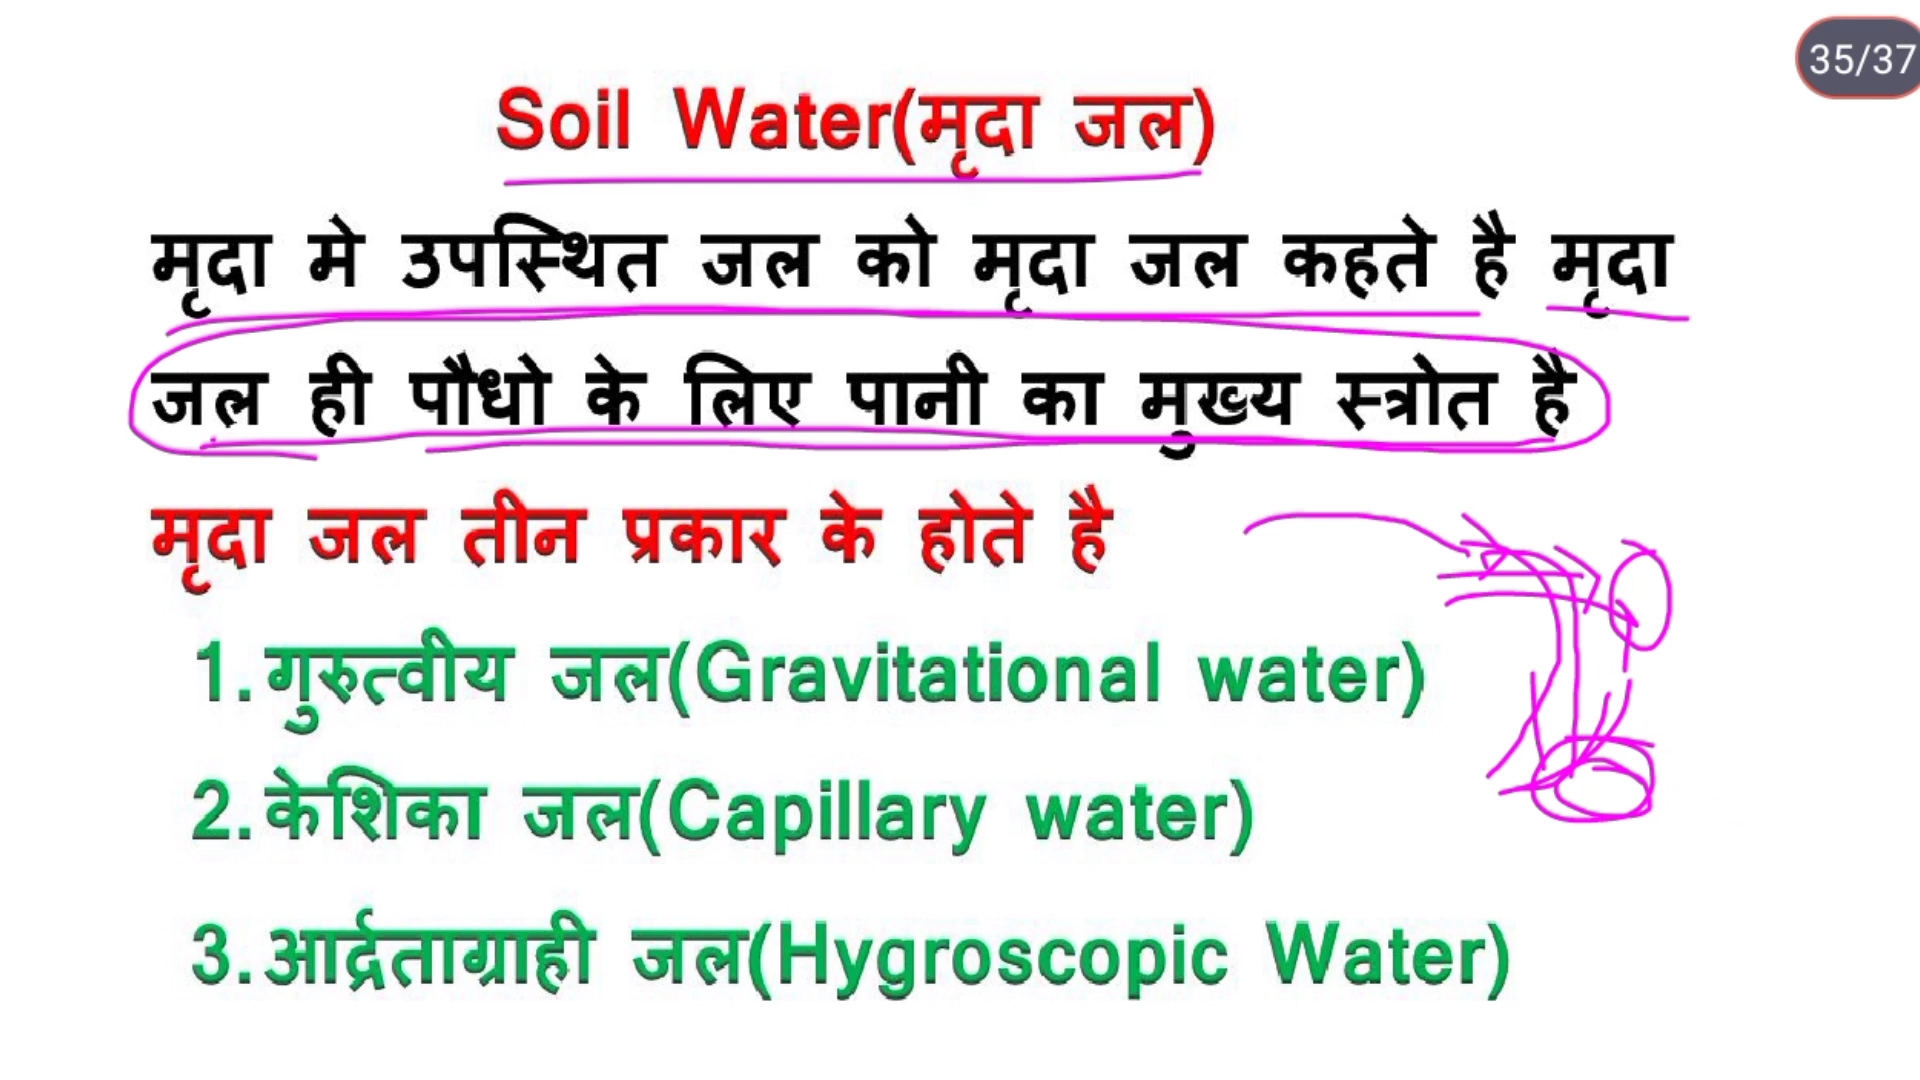 35/37
Soil Water(मृदा जल)
मृदा मे उपस्थित जल को मृदा जल कहते है मृदा
जल ही पौधो के लिए पानी का मुख्य स्त्रोत है
मृदा जल तीन प्रकार के होते है
1.गुरुत्वीय जल(Gravitational water)
2.केशिका जल(Capillary water)
3.आर्द्रताग्राही जल(Hygroscopic Water)